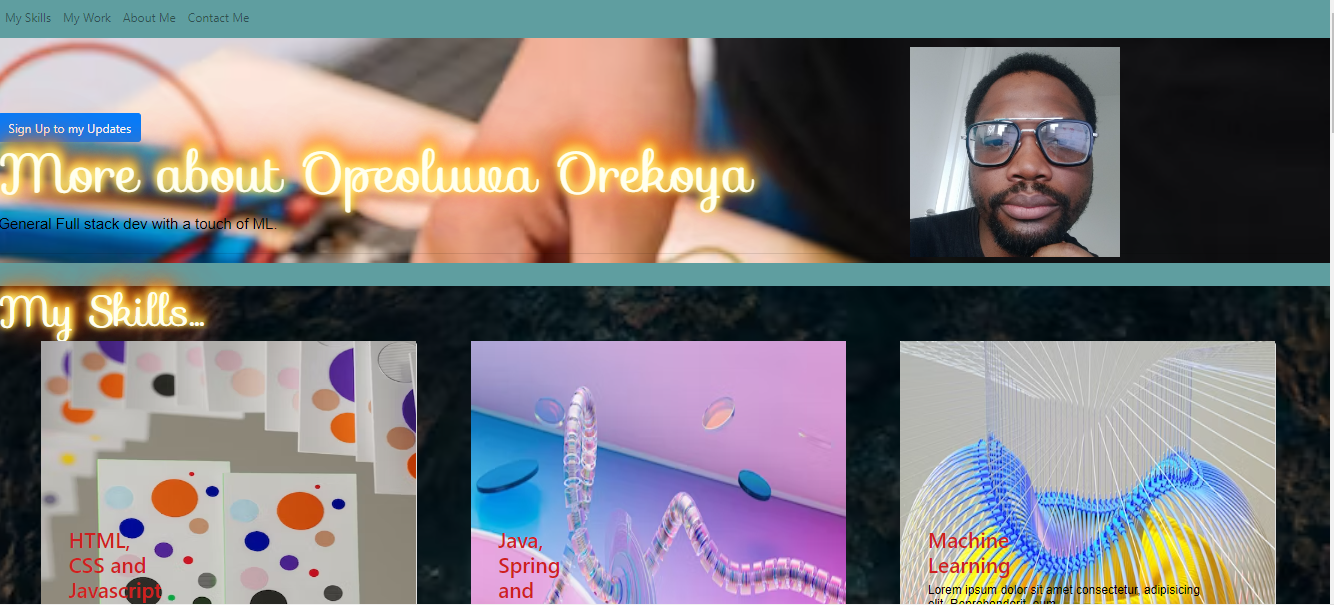 My Skills My Work About Me Contact Me
Sign Up to my Updates
More about Opeoluwa Orekoya
General Full stack dev with a touch of ML.
My Skills...
HTML,
CSS and
Javascript
Java,
Spring
and
Machine
Learning
Lorem ipsum dolor sit amet consectetur, adipisicing
elit. Reprehenderit, eum